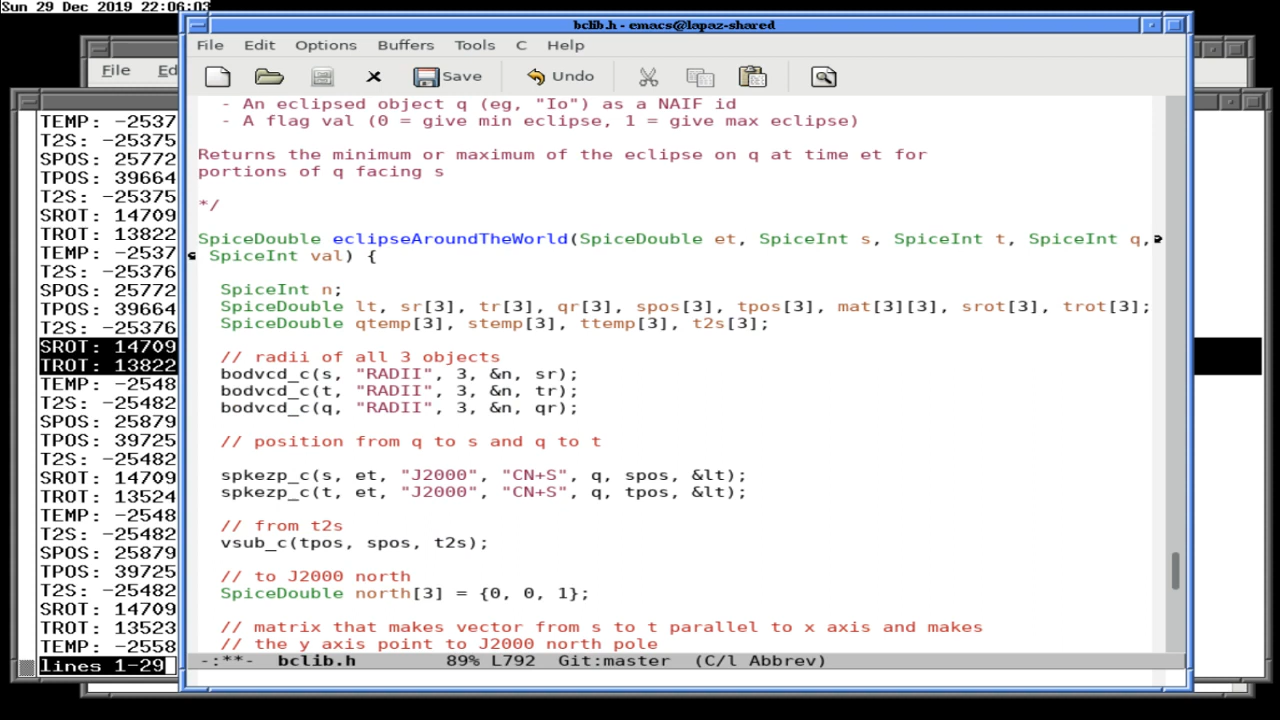 Sun 29 Dec 2019 22:06:03
bclib.h - emacs@lapaz-shared
File Edit Options Buffers Tools C Help
Save Undo
- An eclipsed object q (eg, "Io") as a NAIF id
- A flag val (0 = give min eclipse, 1 = give max eclipse)
Returns the minimum or maximum of the eclipse on q at time et for
portions of q facing s
*/
SpiceDouble eclipseAroundTheWorld(SpiceDouble et, SpiceInt s, SpiceInt t, SpiceInt q,
SpiceInt val) {
SpiceInt n;
SpiceDouble lt, sr[3], tr[3], qr[3], spos[3], tpos[3], mat[3][3], srot[3], trot[3];
SpiceDouble qtemp[3], stemp[3], ttemp[3], t2s[3];
// radii of all 3 objects
bodvcd_c(s, "RADII", 3, &n, sr);
bodvcd_c(t, "RADII", 3, &n, tr);
bodvcd_c(q, "RADII", 3, &n, qr);
// position from q to s and q to t
spkezp_c(s, et, "J2000", "CN+S", q, spos, &lt);
spkezp_c(t, et, "J2000", "CN+S", q, tpos, &lt);
// from t2s
vsub_c(tpos, spos, t2s);
// to J2000 north
SpiceDouble north[3] = {0, 0, 1};
// matrix that makes vector from s to t parallel to x axis and makes
// the y axis point to J2000 north pole
-:**- bclib.h 89% L792 Git:master (C/l Abbrev)
File Ed
TEMP: -2537
T2S: -25375
SPOS: 25772
TPOS: 39664
T2S: -25375
SROT: 14709
TROT: 13822
TEMP: -2537
T2S: -25376
SPOS: 25772
TPOS: 39664
T2S: -25376
SROT: 14709
TROT: 13822
TEMP: -2548
T2S: -25482
SPOS: 25879
TPOS: 39725
T2S: -25482
SROT: 14709
TROT: 13524
TEMP: -2548
T2S: -25482
SPOS: 25879
TPOS: 39725
T2S: -25482
SROT: 14709
TROT: 13523
TEMP: -2558
lines 1-29